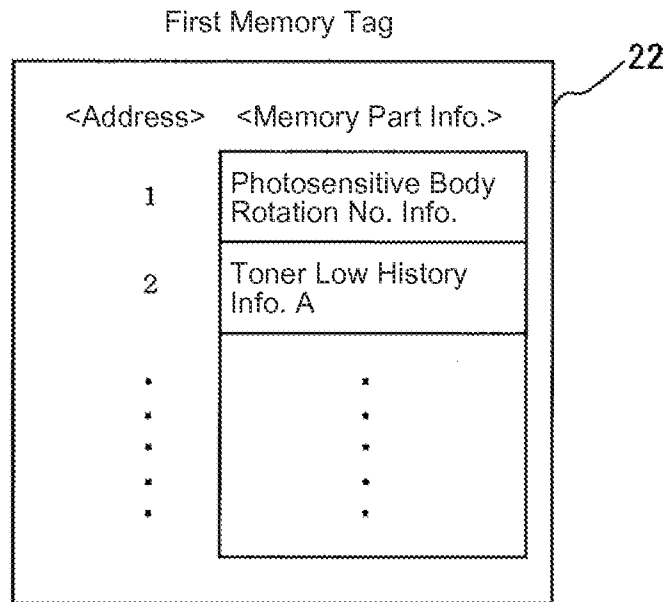 First Memory Tag
22
<Address> <Memory Part Info.>
1 Photosensitive Body
Rotation No. Info.
2 Toner Low History
Info. A